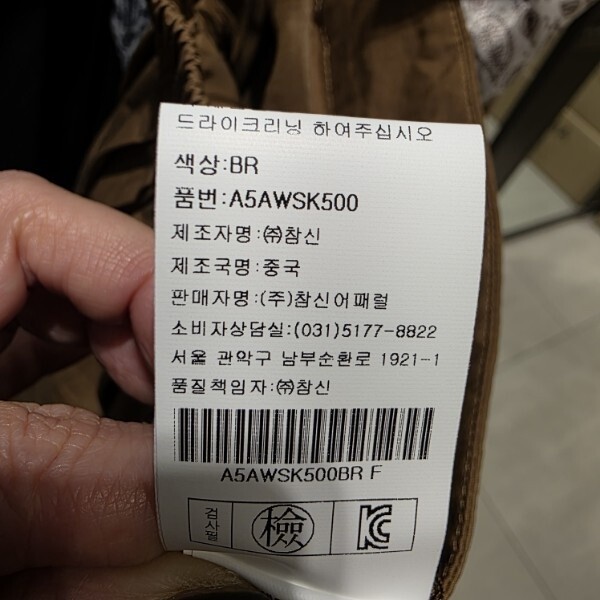 드라이크리닝 하여주십시오
색상:BR
품번:A5AWSK500
제조자명:㈜참신
제조국명:중국
판매자명:(주)참신어패럴
소비자상담실:(031)5177-8822
서울 관악구 남부순환로 1921-1
품질책임자:㈜참신
A5AWSK500BR F
검사필
檢
KC